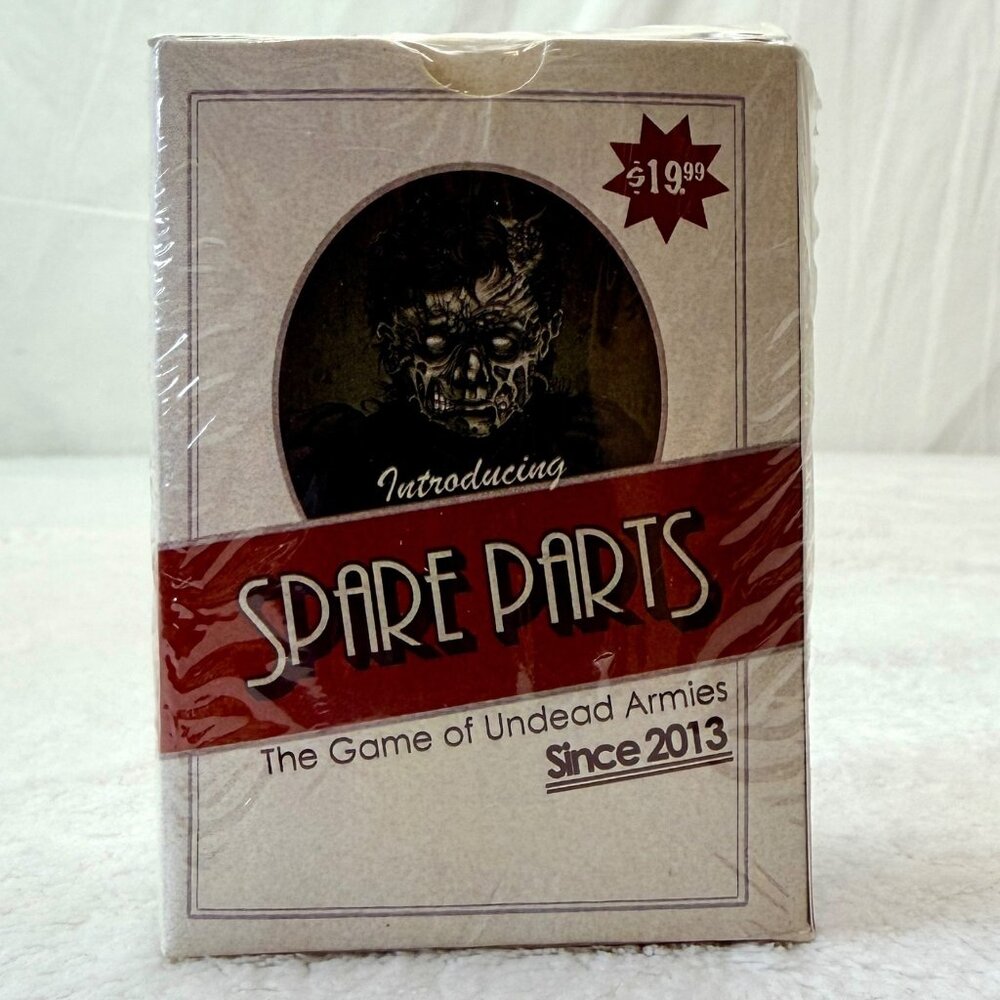 $19.99
Introducing
SPARE PARTS
The Game of Undead Armies
Since 2013